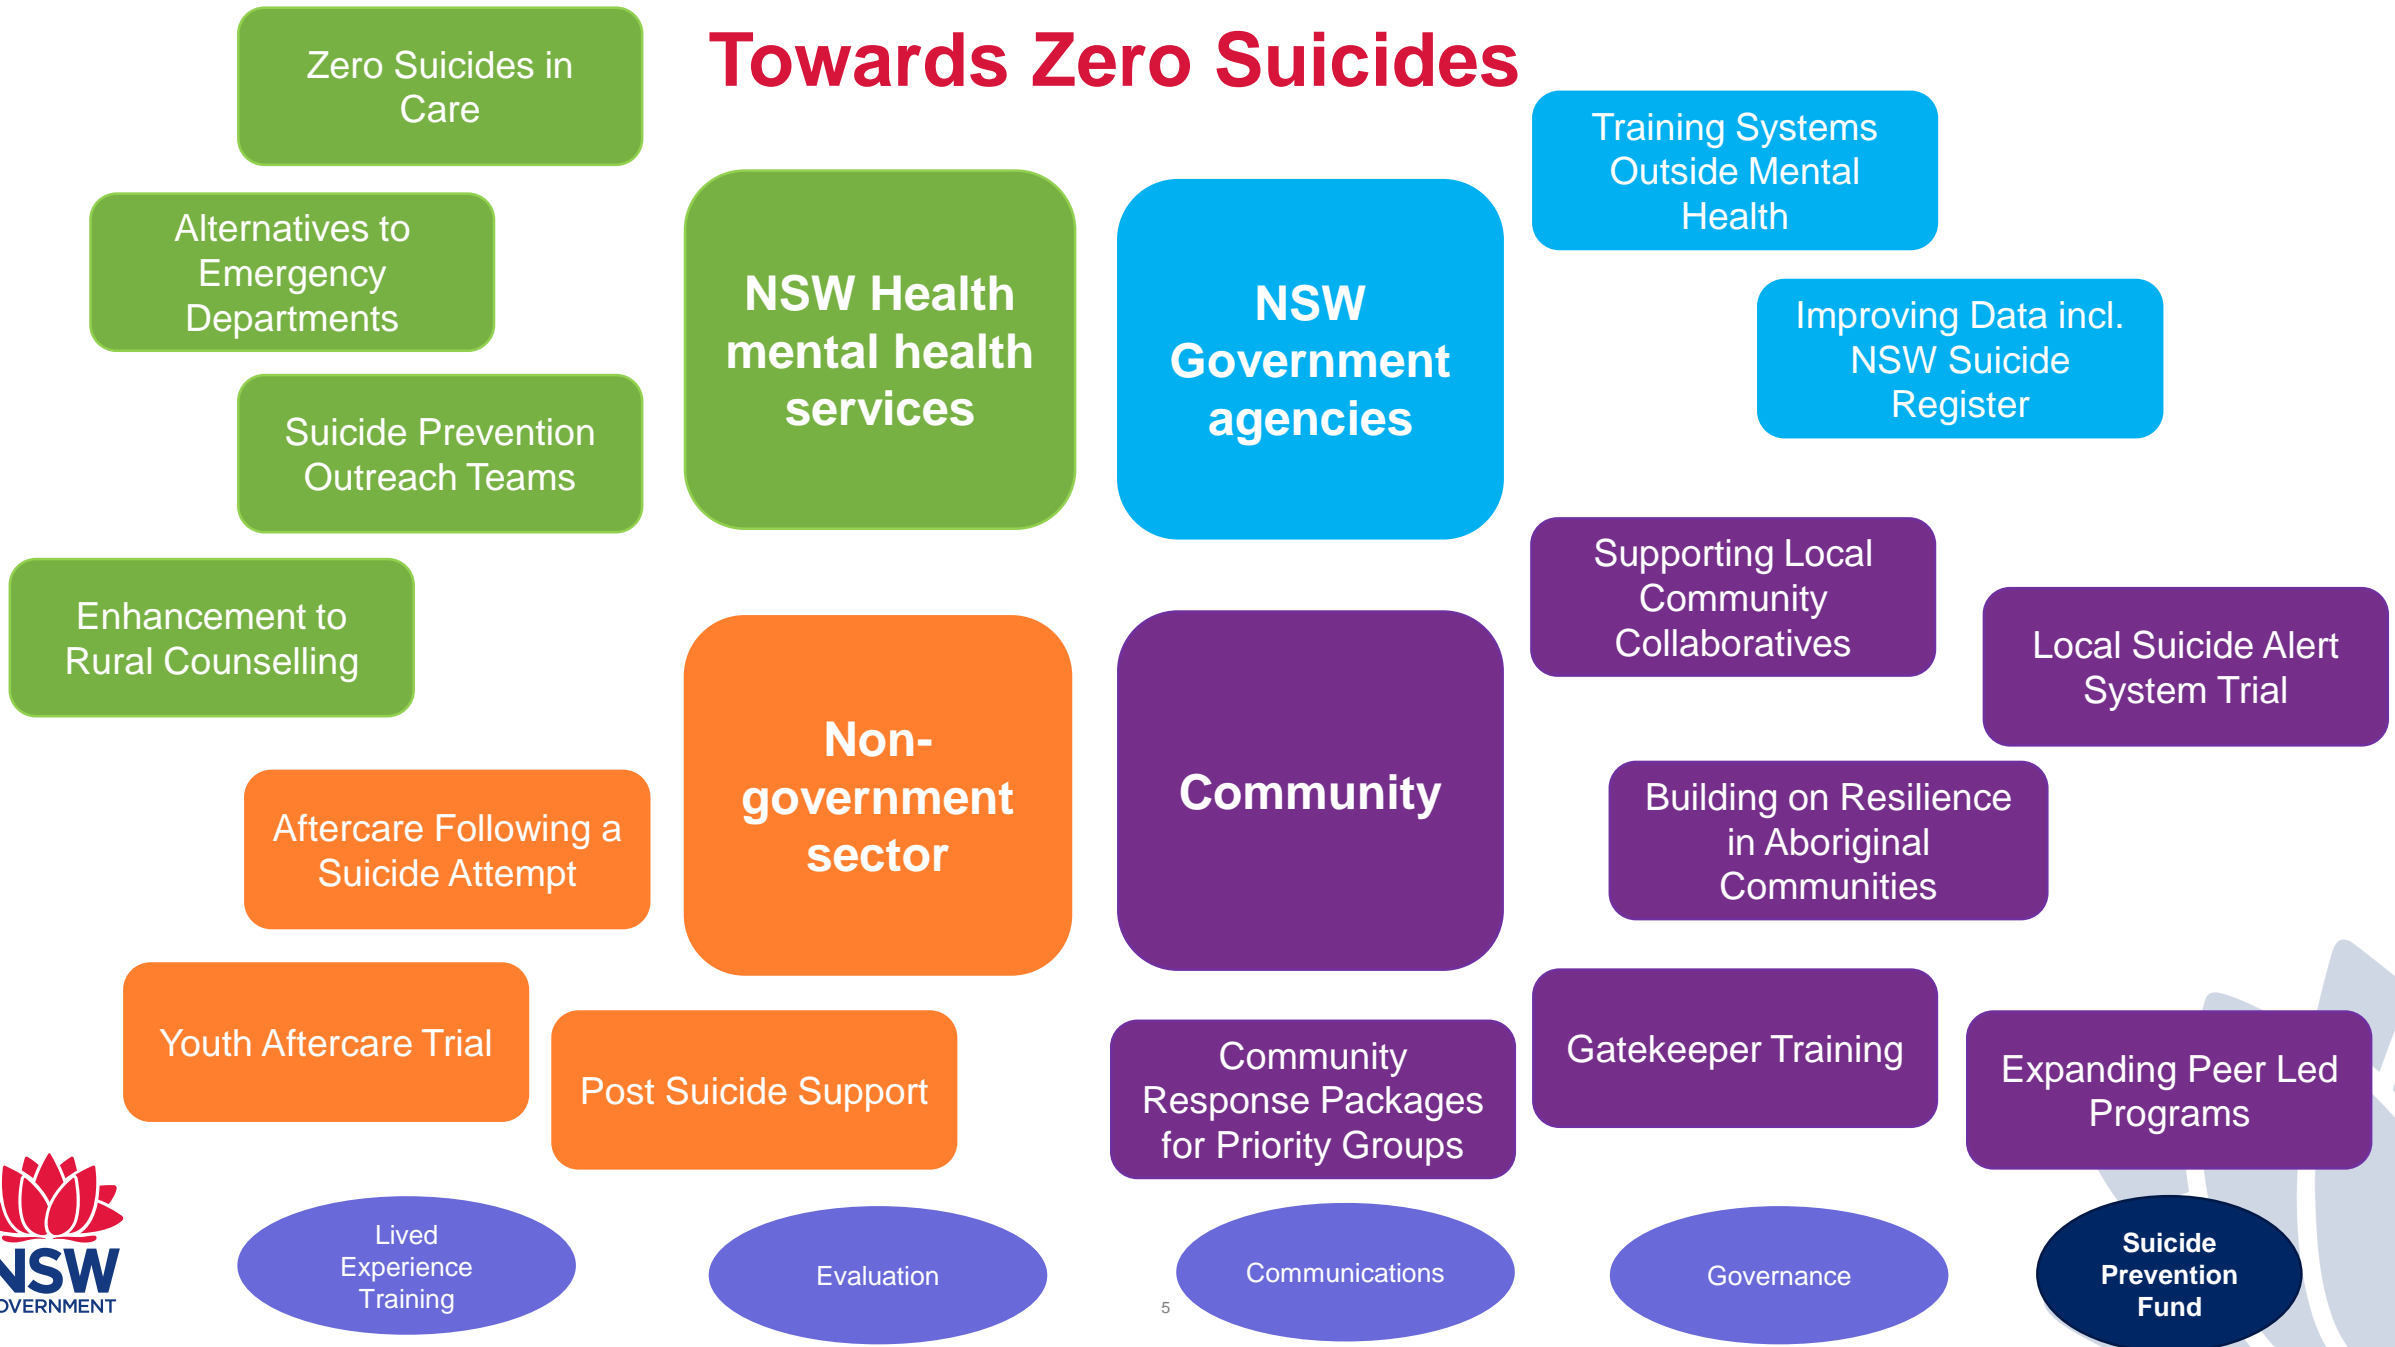 Towards Zero Suicides
Zero Suicides in
Care
Alternatives to
Emergency
Departments
Suicide Prevention
Outreach Teams
Enhancement to
Rural Counselling
NSW Health
mental health
services
NSW
Government
agencies
Training Systems
Outside Mental
Health
Improving Data incl.
NSW Suicide
Register
Non-
government
sector
Aftercare Following a
Suicide Attempt
Youth Aftercare Trial
Post Suicide Support
Community
Supporting Local
Community
Collaboratives
Local Suicide Alert
System Trial
Building on Resilience
in Aboriginal
Communities
Community
Response Packages
for Priority Groups
Gatekeeper Training
Expanding Peer Led
Programs
NSW
GOVERNMENT
Lived
Experience
Training
Evaluation
Communications
Governance
Suicide
Prevention
Fund
5